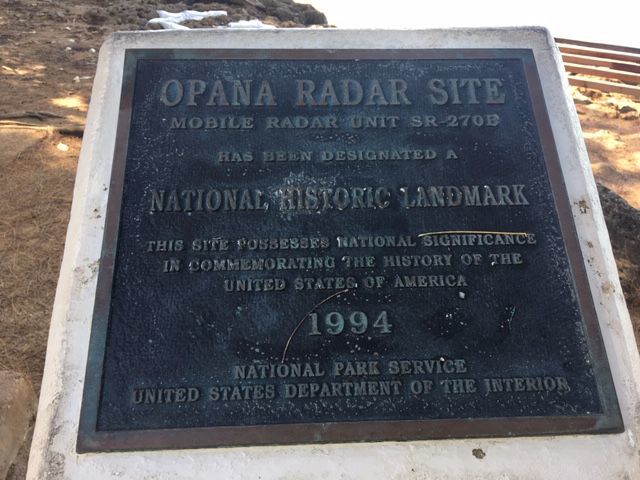 OPANA RADAR SITE
MOBILE RADAR UNIT SR-270B
HAS BEEN DESIGNATED A
NATIONAL HISTORIC LANDMARK
THIS SITE POSSESSES NATIONAL SIGNIFICANCE
IN COMMEMORATING THE HISTORY OF THE
UNITED STATES OF AMERICA
1994
NATIONAL PARK SERVICE
UNITED STATES DEPARTMENT OF THE INTERIOR